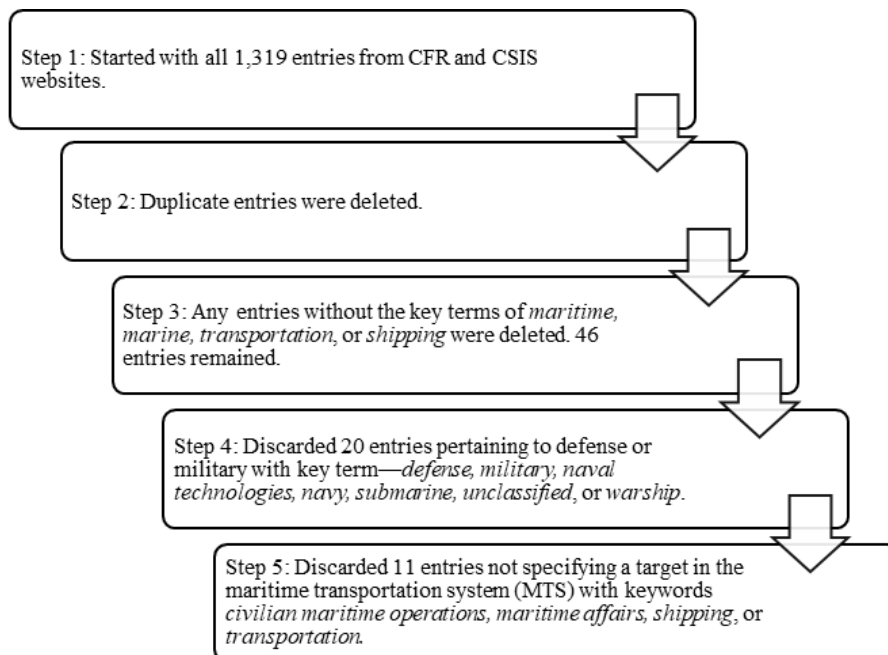 Step 1: Started with all 1,319 entries from CFR and CSIS
websites.
Step 2: Duplicate entries were deleted.
Step 3: Any entries without the key terms of maritime,
marine, transportation, or shipping were deleted. 46
entries remained.
Step 4: Discarded 20 entries pertaining to defense or
military with key term—defense, military, naval
technologies, navy, submarine, unclassified, or warship.
Step 5: Discarded 11 entries not specifying a target in the
maritime transportation system (MTS) with keywords
civilian maritime operations, maritime affairs, shipping, or
transportation.